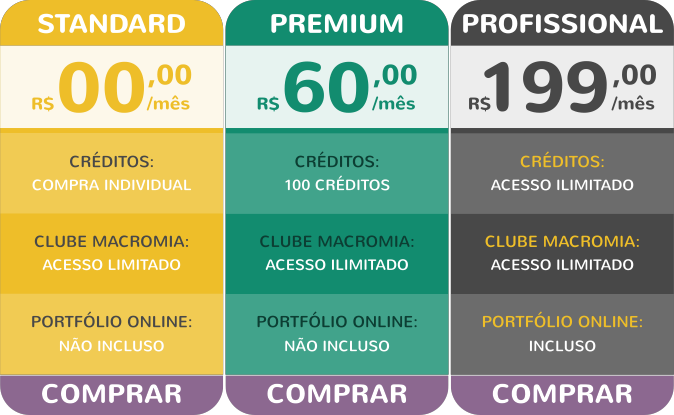 STANDARD
R$ 00,00 /mês
CRÉDITOS:
COMPRA INDIVIDUAL
CLUBE MACROMIA:
ACESSO LIMITADO
PORTFÓLIO ONLINE:
NÃO INCLUSO
COMPRAR
PREMIUM
R$ 60,00 /mês
CRÉDITOS:
100 CRÉDITOS
CLUBE MACROMIA:
ACESSO ILIMITADO
PORTFÓLIO ONLINE:
NÃO INCLUSO
COMPRAR
PROFISSIONAL
R$ 199,00 /mês
CRÉDITOS:
ACESSO ILIMITADO
CLUBE MACROMIA:
ACESSO ILIMITADO
PORTFÓLIO ONLINE:
INCLUSO
COMPRAR